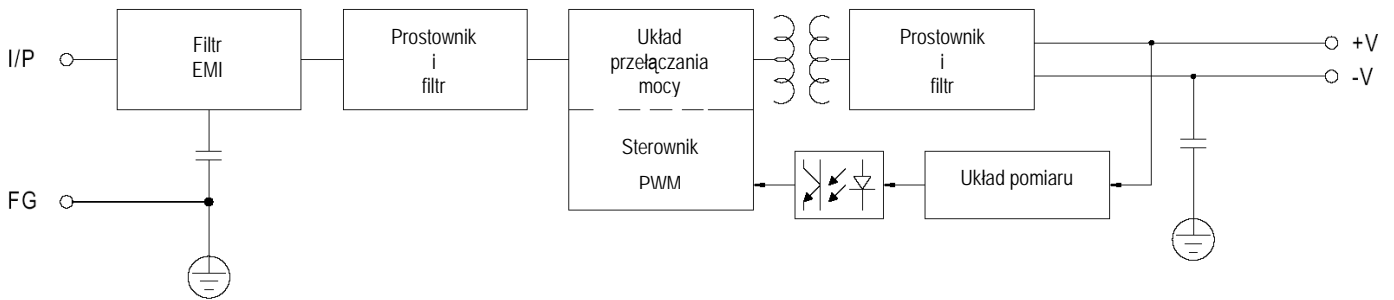 I/P
Filtr
EMI
Prostownik
i
filtr
Układ
przełączania
mocy
Sterownik
PWM
Prostownik
i
filtr
+V
-V
Układ pomiaru
FG